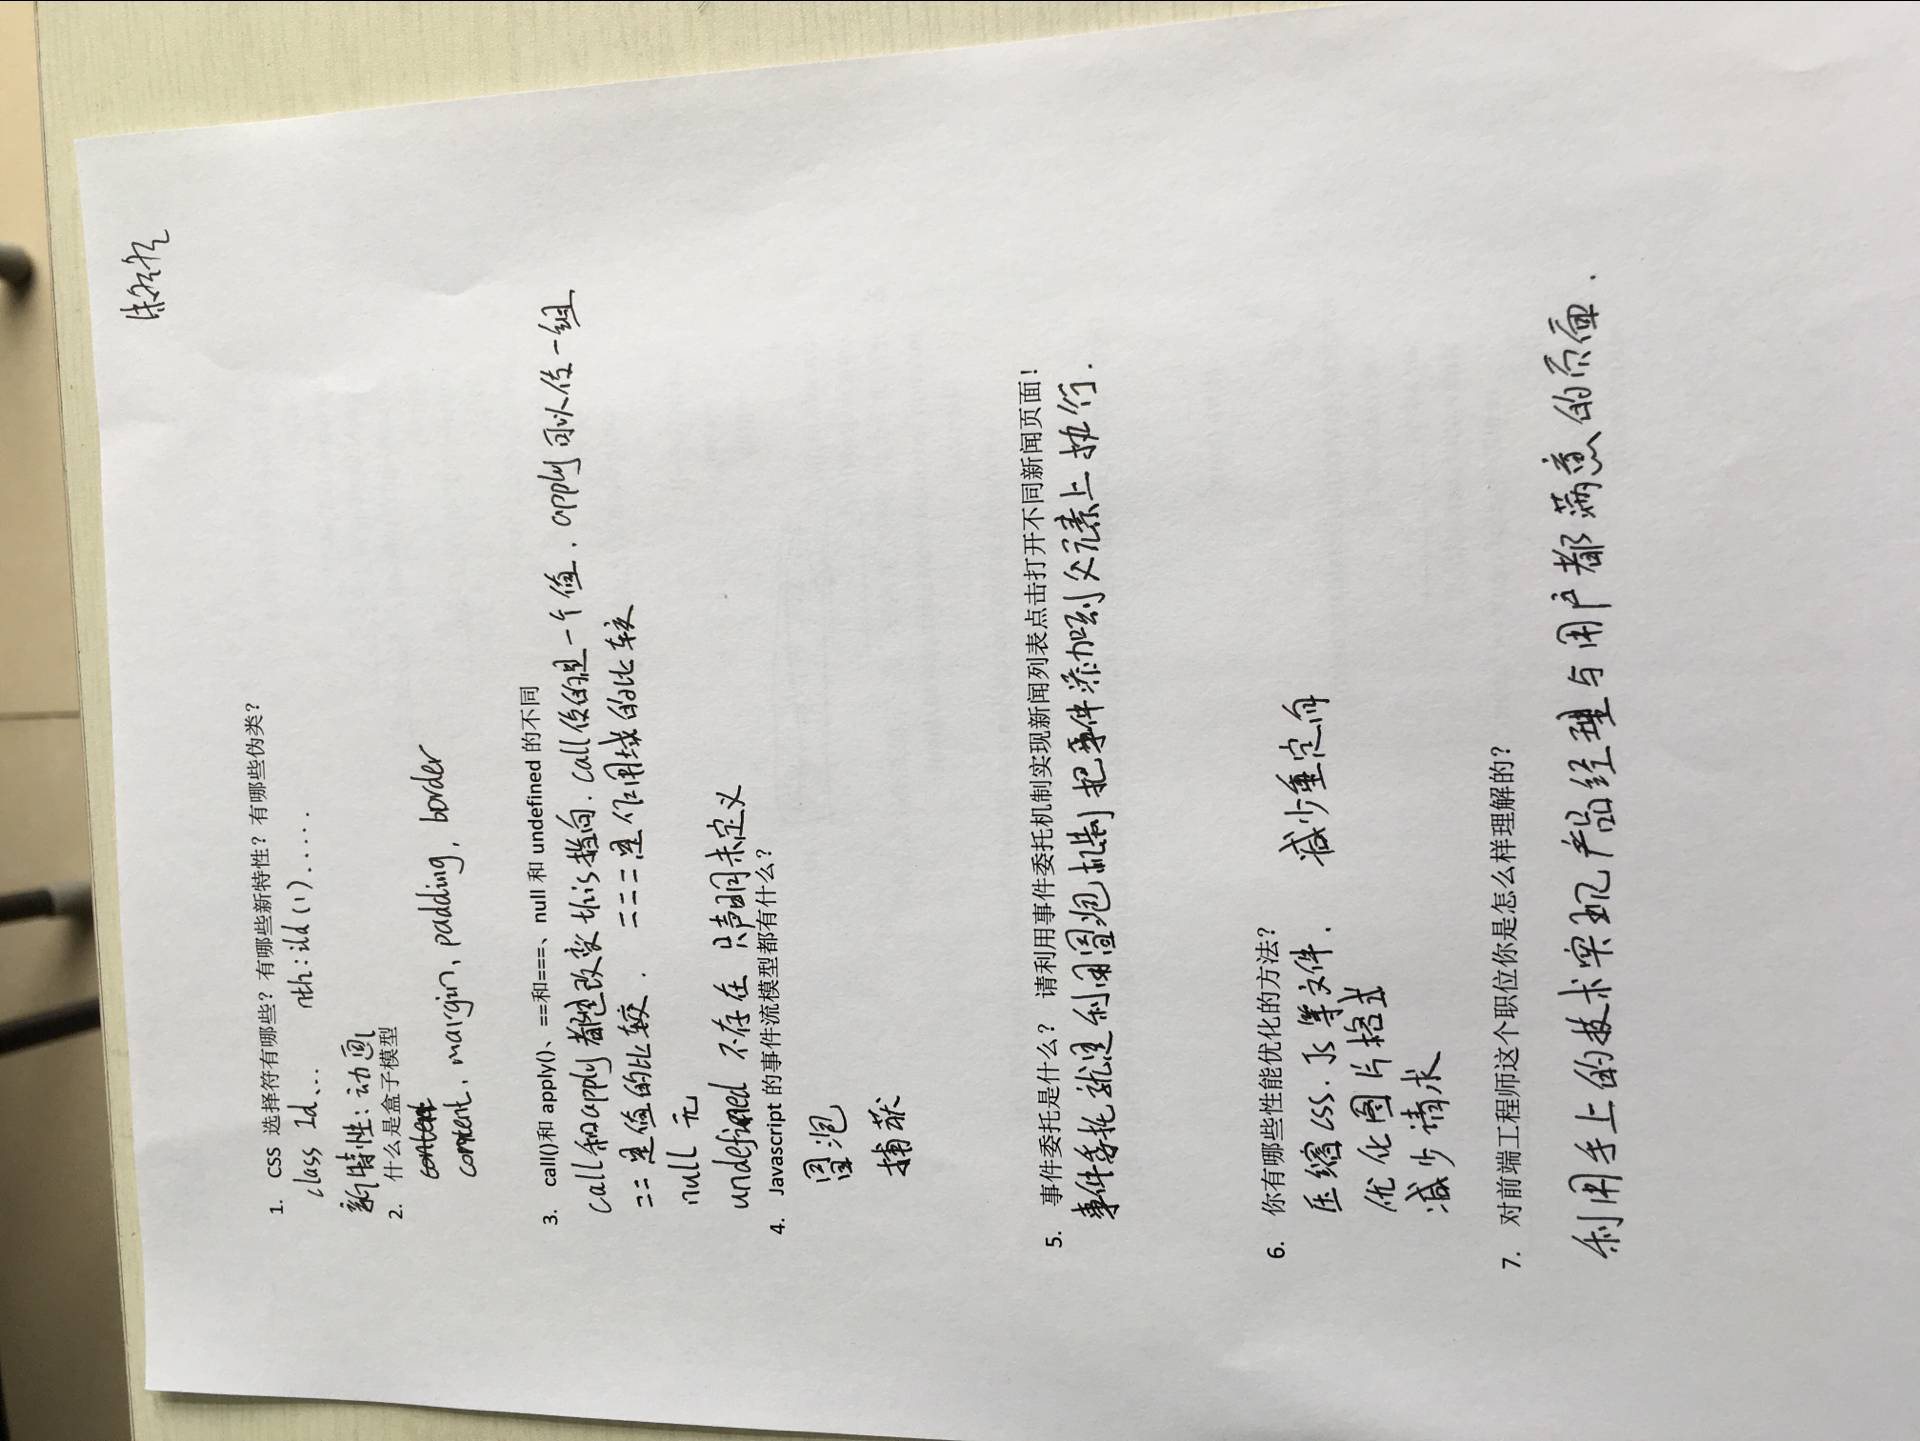 朱冬冬
1. CSS 选择符有哪些？有哪些新特性？有哪些伪类？
class Id、... nth:ild(1).....
新特性：动画
2. 什么是盒子模型
content
content, margin, padding, border
3. call()和 apply()、==和===、null 和 undefined 的不同
call和apply都是改变this指向. call传的是一个值. apply可以传一组
== 是值的比较. === 是作用域的比较
null 无
undefined 不存在 只声明未定义
4. Javascript 的事件流模型都有什么？
冒泡
捕获
5. 事件委托是什么？ 请利用事件委托机制实现新闻列表点击打开不同新闻页面！
事件委托就是利用冒泡机制把事件添加到父元素上执行.
6. 你有哪些性能优化的方法？
压缩css. Js等文件. 减少重定向
优化图片格式
减少请求
7. 对前端工程师这个职位你是怎么样理解的？
利用手上的技术实现产品经理与用户都满意的页面.